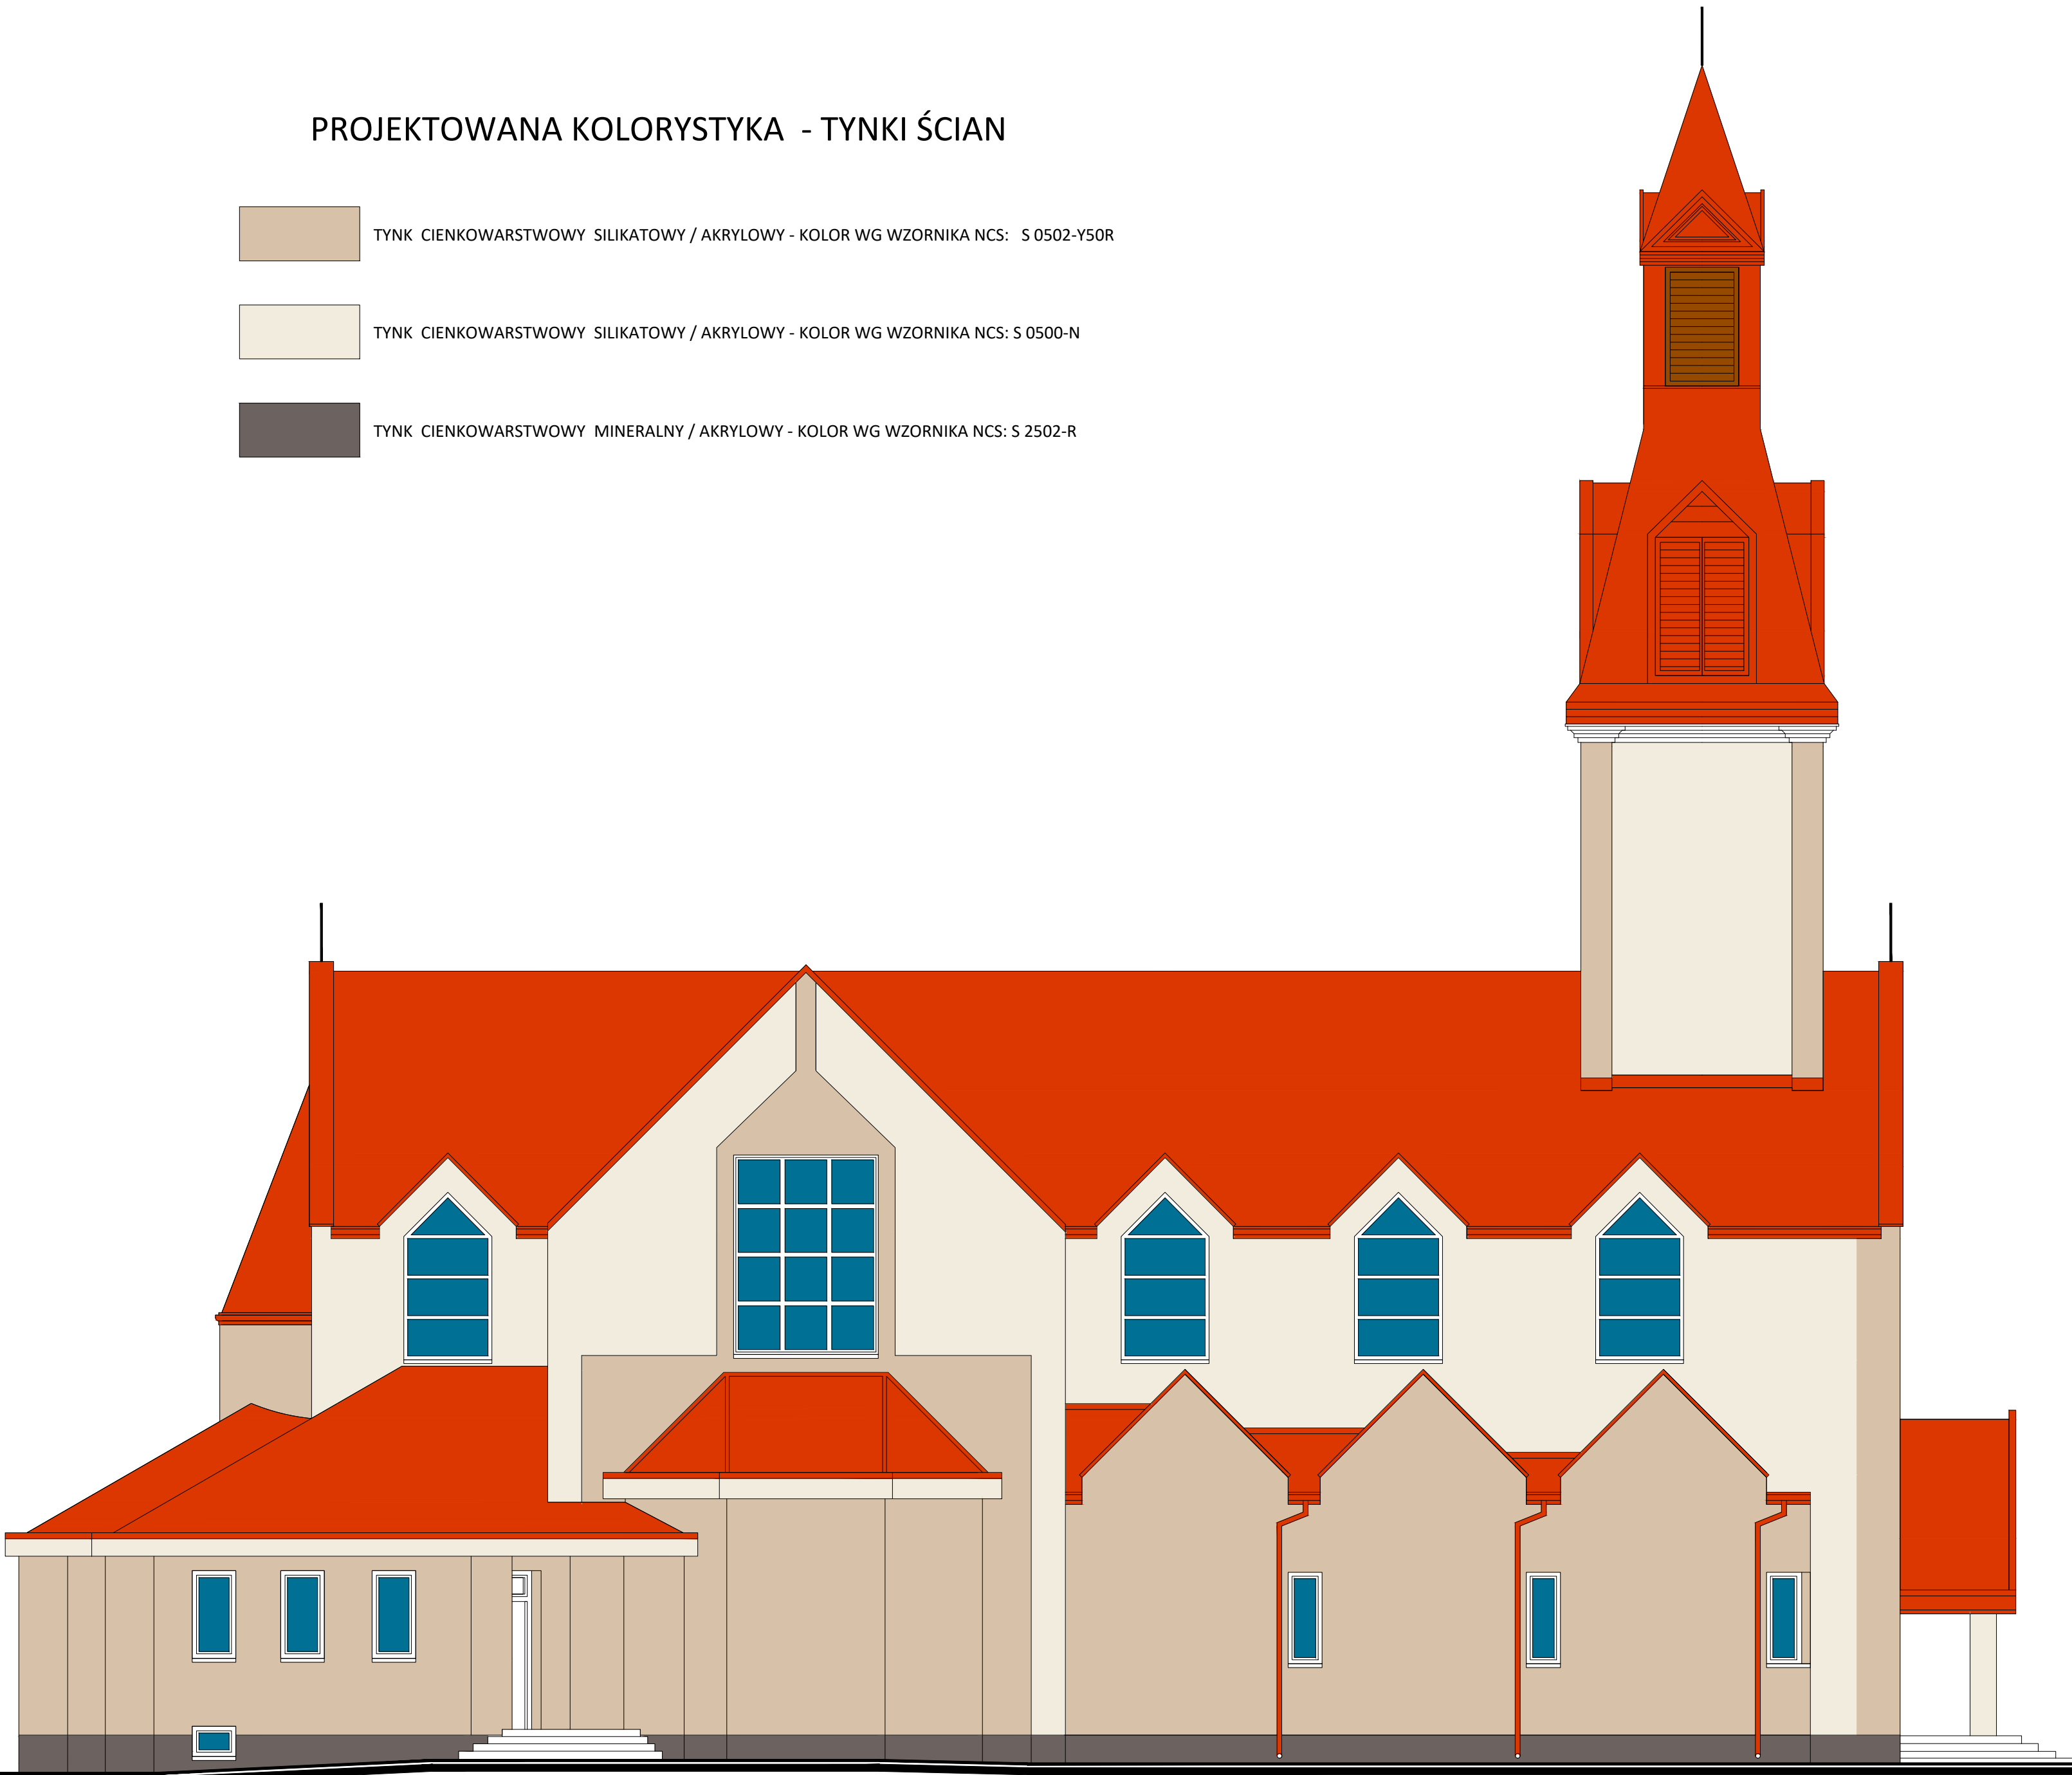 PROJEKTOWANA KOLORYSTYKA - TYNKI ŚCIAN
TYNK CIENKOWARSTWOWY SILIKATOWY / AKRYLOWY - KOLOR WG WZORNIKA NCS: S 0502-Y50R
TYNK CIENKOWARSTWOWY SILIKATOWY / AKRYLOWY - KOLOR WG WZORNIKA NCS: S 0500-N
TYNK CIENKOWARSTWOWY MINERALNY / AKRYLOWY - KOLOR WG WZORNIKA NCS: S 2502-R